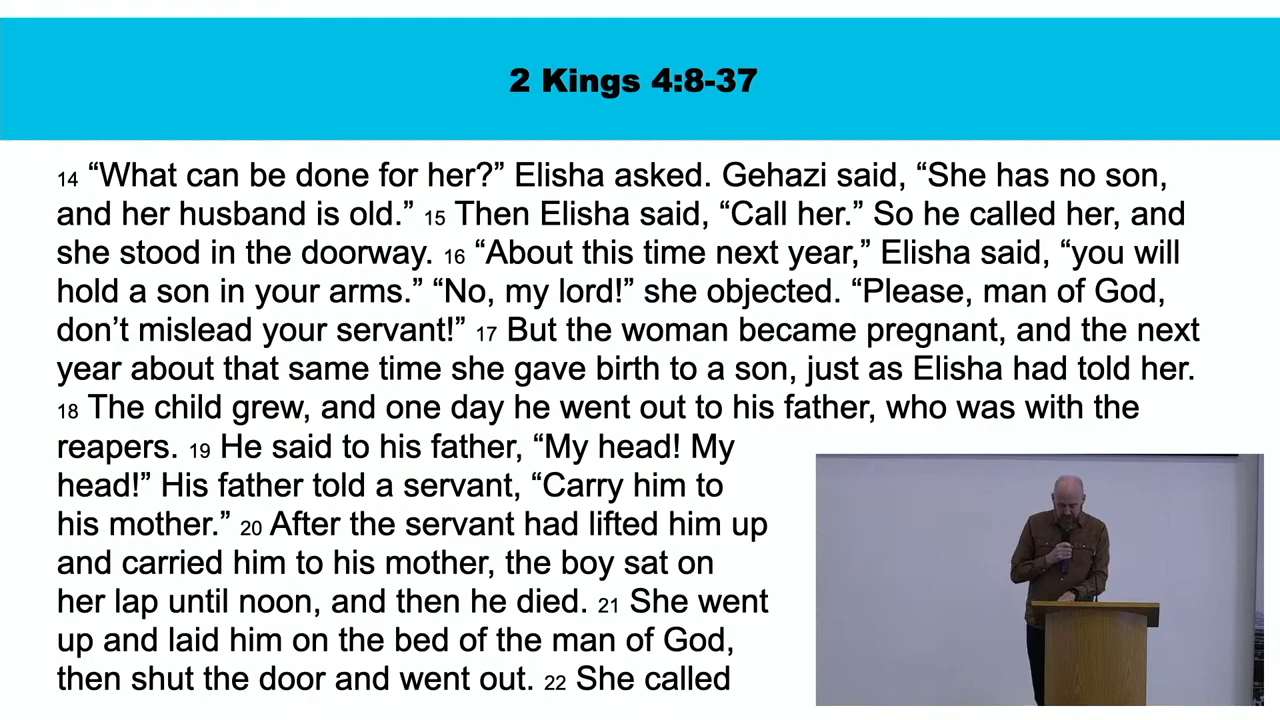 2 Kings 4:8-37
14 “What can be done for her?” Elisha asked. Gehazi said, “She has no son,
and her husband is old.” 15 Then Elisha said, “Call her.” So he called her, and
she stood in the doorway. 16 “About this time next year,” Elisha said, “you will
hold a son in your arms.” “No, my lord!” she objected. “Please, man of God,
don’t mislead your servant!” 17 But the woman became pregnant, and the next
year about that same time she gave birth to a son, just as Elisha had told her.
18 The child grew, and one day he went out to his father, who was with the
reapers. 19 He said to his father, “My head! My
head!” His father told a servant, “Carry him to
his mother.” 20 After the servant had lifted him up
and carried him to his mother, the boy sat on
her lap until noon, and then he died. 21 She went
up and laid him on the bed of the man of God,
then shut the door and went out. 22 She called